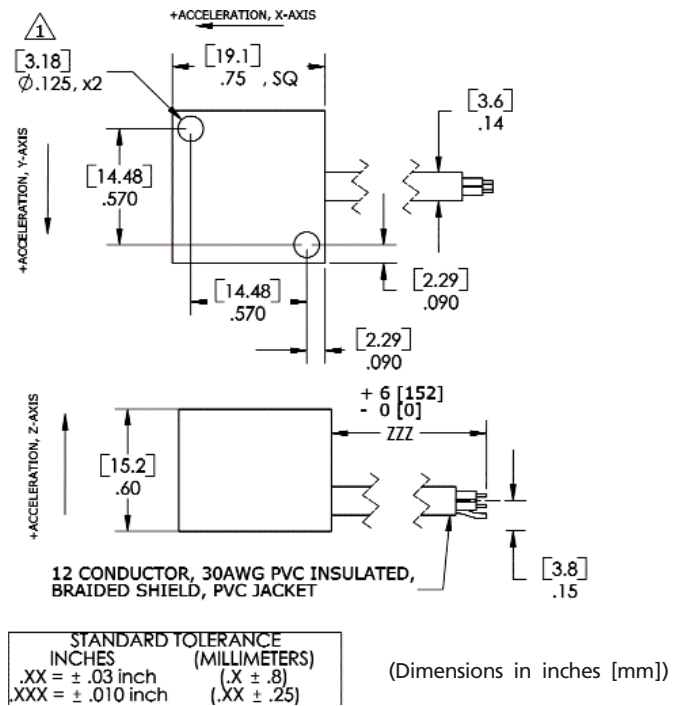 +ACCELERATION, X-AXIS
1
[3.18]
Ø.125, x2
[19.1]
.75 , SQ
[3.6]
.14
+ACCELERATION, Y-AXIS
[14.48]
.570
[14.48]
.570
[2.29]
.090
[2.29]
.090
+ACCELERATION, Z-AXIS
[15.2]
.60
+ 6 [152]
- 0 [0]
ZZZ
12 CONDUCTOR, 30AWG PVC INSULATED,
BRAIDED SHIELD, PVC JACKET
[3.8]
.15
STANDARD TOLERANCE
INCHES (MILLIMETERS)
.XX = ± .03 inch (.X ± .8)
.XXX = ± .010 inch (.XX ± .25)
(Dimensions in inches [mm])